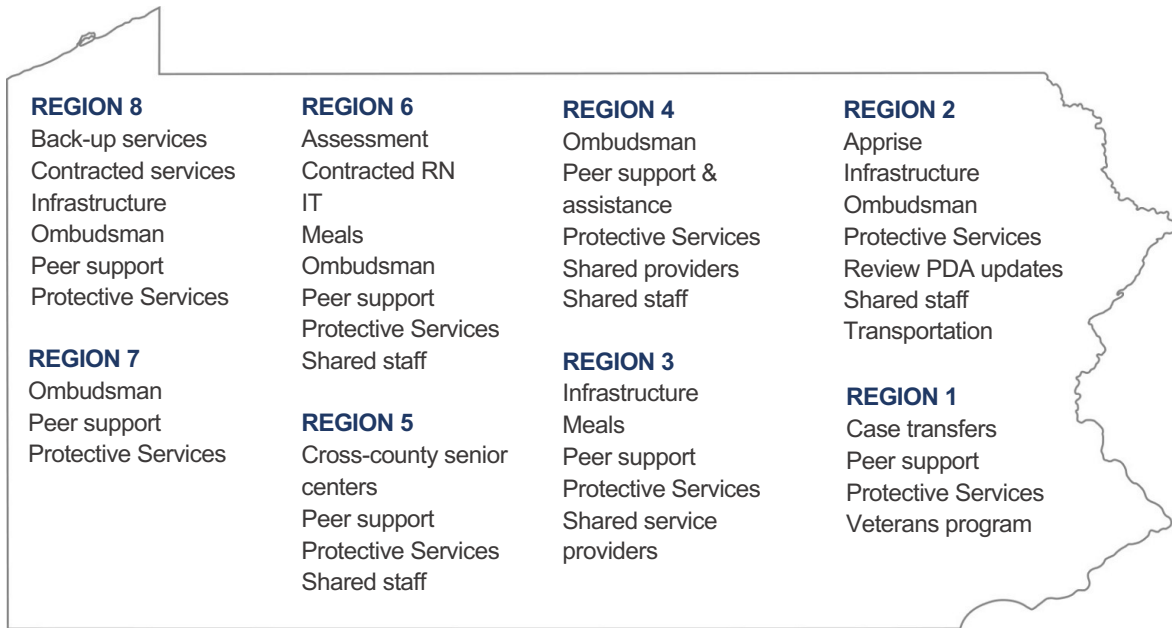 REGION 8
Back-up services
Contracted services
Infrastructure
Ombudsman
Peer support
Protective Services
REGION 7
Ombudsman
Peer support
Protective Services
REGION 6
Assessment
Contracted RN
IT
Meals
Ombudsman
Peer support
Protective Services
Shared staff
REGION 5
Cross-county senior
centers
Peer support
Protective Services
Shared staff
REGION 4
Ombudsman
Peer support &
assistance
Protective Services
Shared providers
Shared staff
REGION 3
Infrastructure
Meals
Peer support
Protective Services
Shared service
providers
REGION 2
Apprise
Infrastructure
Ombudsman
Protective Services
Review PDA updates
Shared staff
Transportation
REGION 1
Case transfers
Peer support
Protective Services
Veterans program